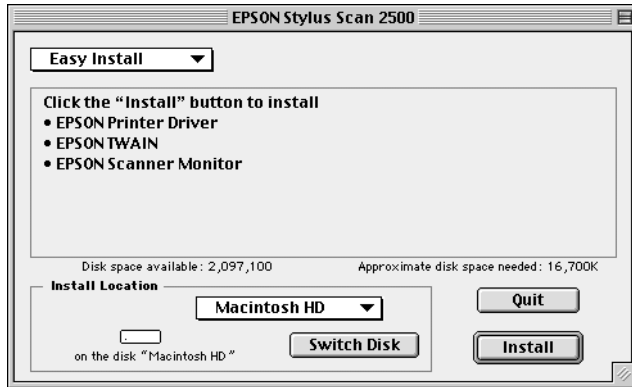 EPSON Stylus Scan 2500
Easy Install
Click the “Install” button to install
• EPSON Printer Driver
• EPSON TWAIN
• EPSON Scanner Monitor
Disk space available: 2,097,100 Approximate disk space needed: 16,700K
Install Location
Macintosh HD
Quit
Switch Disk
Install
on the disk “Macintosh HD”